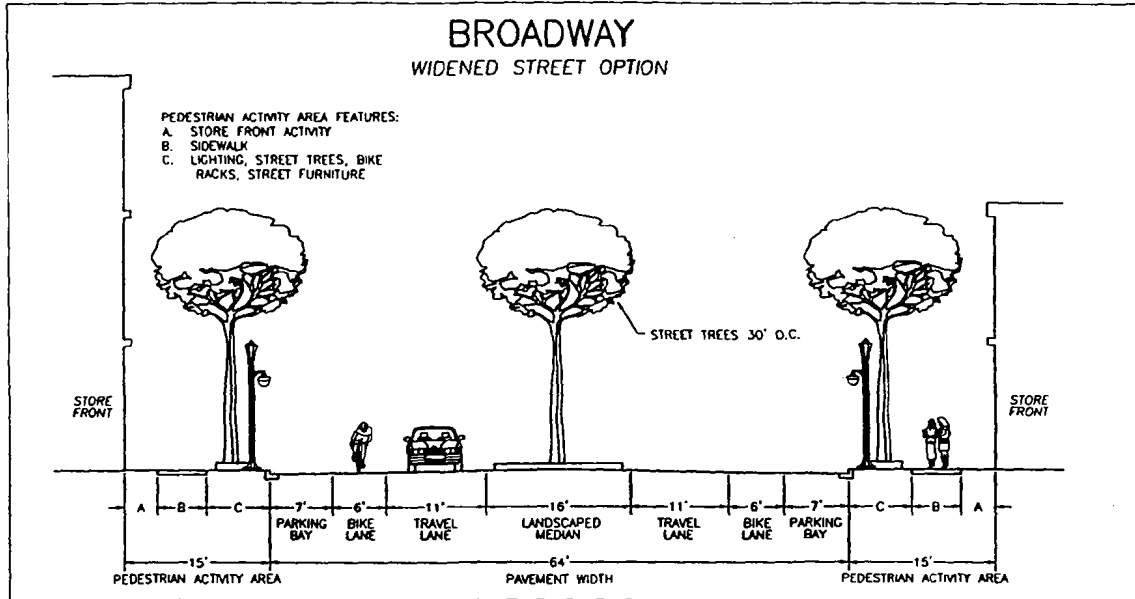 BROADWAY
WIDENED STREET OPTION
PEDESTRIAN ACTIVITY AREA FEATURES:
A. STORE FRONT ACTIVITY
B. SIDEWALK
C. LIGHTING, STREET TREES, BIKE
RACKS, STREET FURNITURE
STREET TREES 30' O.C.
STORE
FRONT
STORE
FRONT
A B C 7' 6' 11' 16' 11' 6' 7' C B A
PARKING BIKE TRAVEL LANDSCAPED TRAVEL BIKE PARKING
BAY LANE LANE MEDIAN LANE LANE BAY
15' 64' 15'
PEDESTRIAN ACTIVITY AREA PAVEMENT WIDTH PEDESTRIAN ACTIVITY AREA